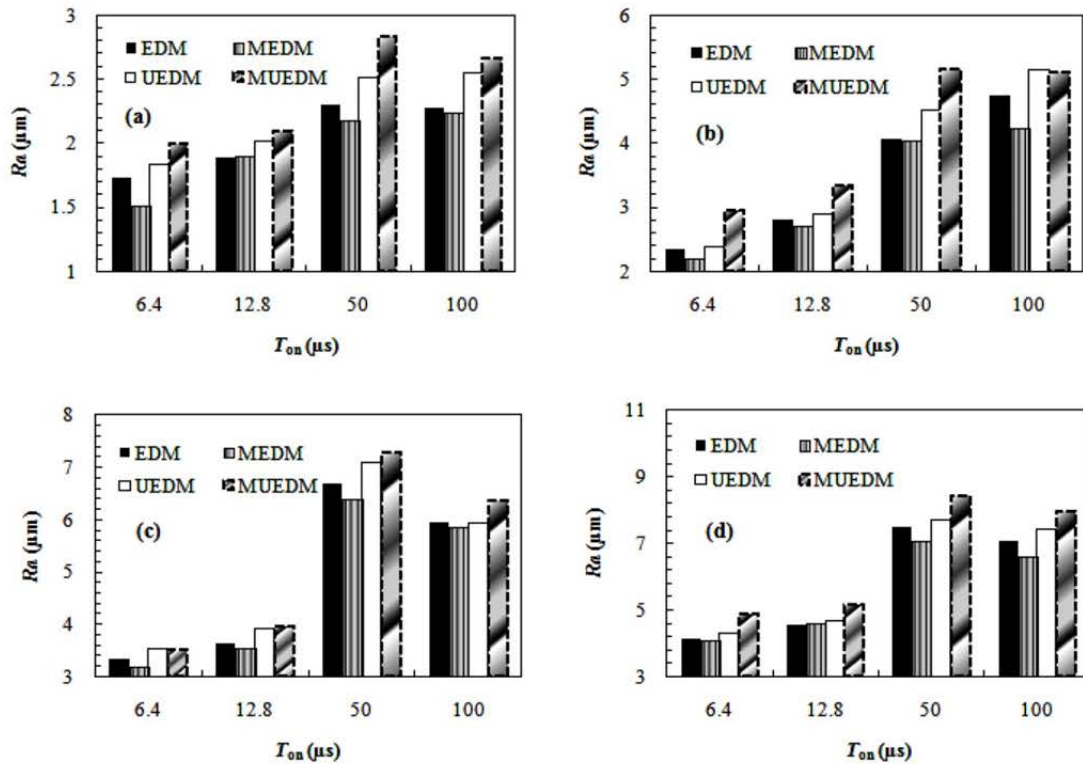 3
2.5
2
1.5
1
Ra (µm)
EDM
MEDM
UEDM
MUEDM
(a)
6.4
12.8
50
100
Ton (µs)
6
5
4
3
2
Ra (µm)
EDM
MEDM
UEDM
MUEDM
(b)
6.4
12.8
50
100
Ton (µs)
8
7
6
5
4
3
Ra (µm)
EDM
MEDM
UEDM
MUEDM
(c)
6.4
12.8
50
100
Ton (µs)
11
9
7
5
3
Ra (µm)
EDM
MEDM
UEDM
MUEDM
(d)
6.4
12.8
50
100
Ton (µs)